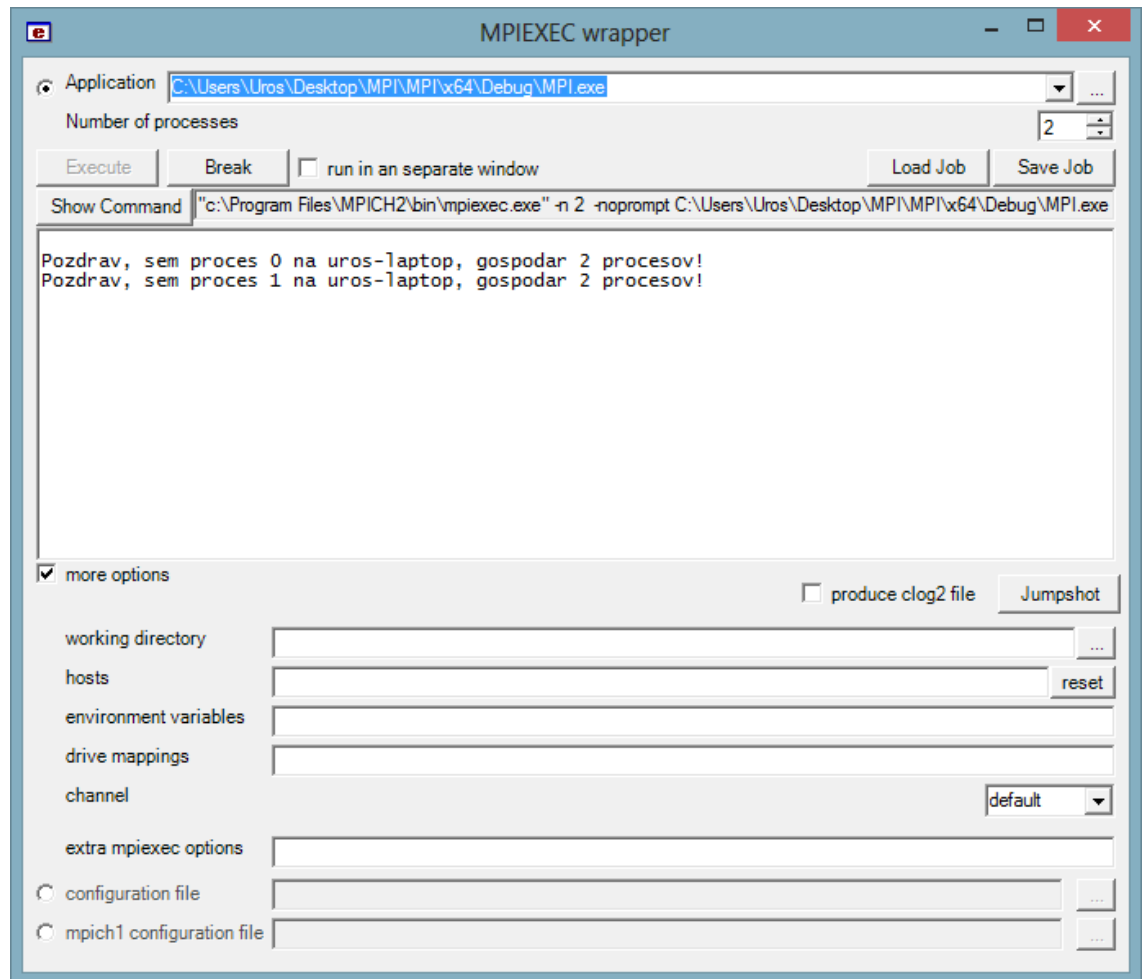 MPIEXEC wrapper
Application C:\Users\Uros\Desktop\MPI\MPI\x64\Debug\MPI.exe ...
Number of processes 2
Execute Break run in an separate window Load Job Save Job
Show Command "c:\Program Files\MPICH2\bin\mpiexec.exe" -n 2 -noprompt C:\Users\Uros\Desktop\MPI\MPI\x64\Debug\MPI.exe
Pozdrav, sem proces 0 na uros-laptop, gospodar 2 procesov!
Pozdrav, sem proces 1 na uros-laptop, gospodar 2 procesov!
more options
produce clog2 file Jumpshot
working directory ...
hosts reset
environment variables
drive mappings
channel default
extra mpiexec options
configuration file ...
mpich1 configuration file ...